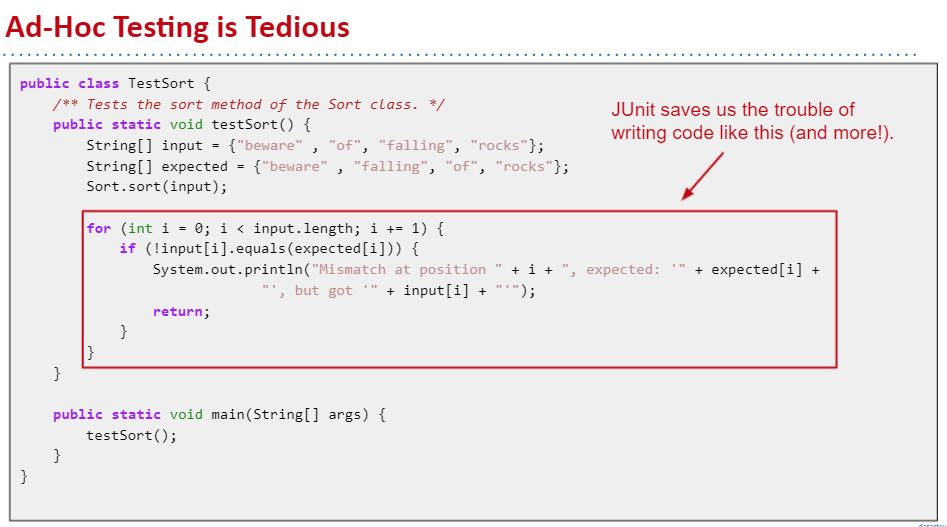 Ad-Hoc Testing is Tedious
public class TestSort {
/** Tests the sort method of the Sort class. */
public static void testSort() {
String[] input = {"beware" , "of", "falling", "rocks"};
String[] expected = {"beware" , "falling", "of", "rocks"};
Sort.sort(input);
JUnit saves us the trouble of
writing code like this (and more!).
for (int i = 0; i < input.length; i += 1) {
if (!input[i].equals(expected[i])) {
System.out.println("Mismatch at position " + i + ", expected: '" + expected[i] +
"', but got '" + input[i] + "'");
return;
}
}
}
public static void main(String[] args) {
testSort();
}
}